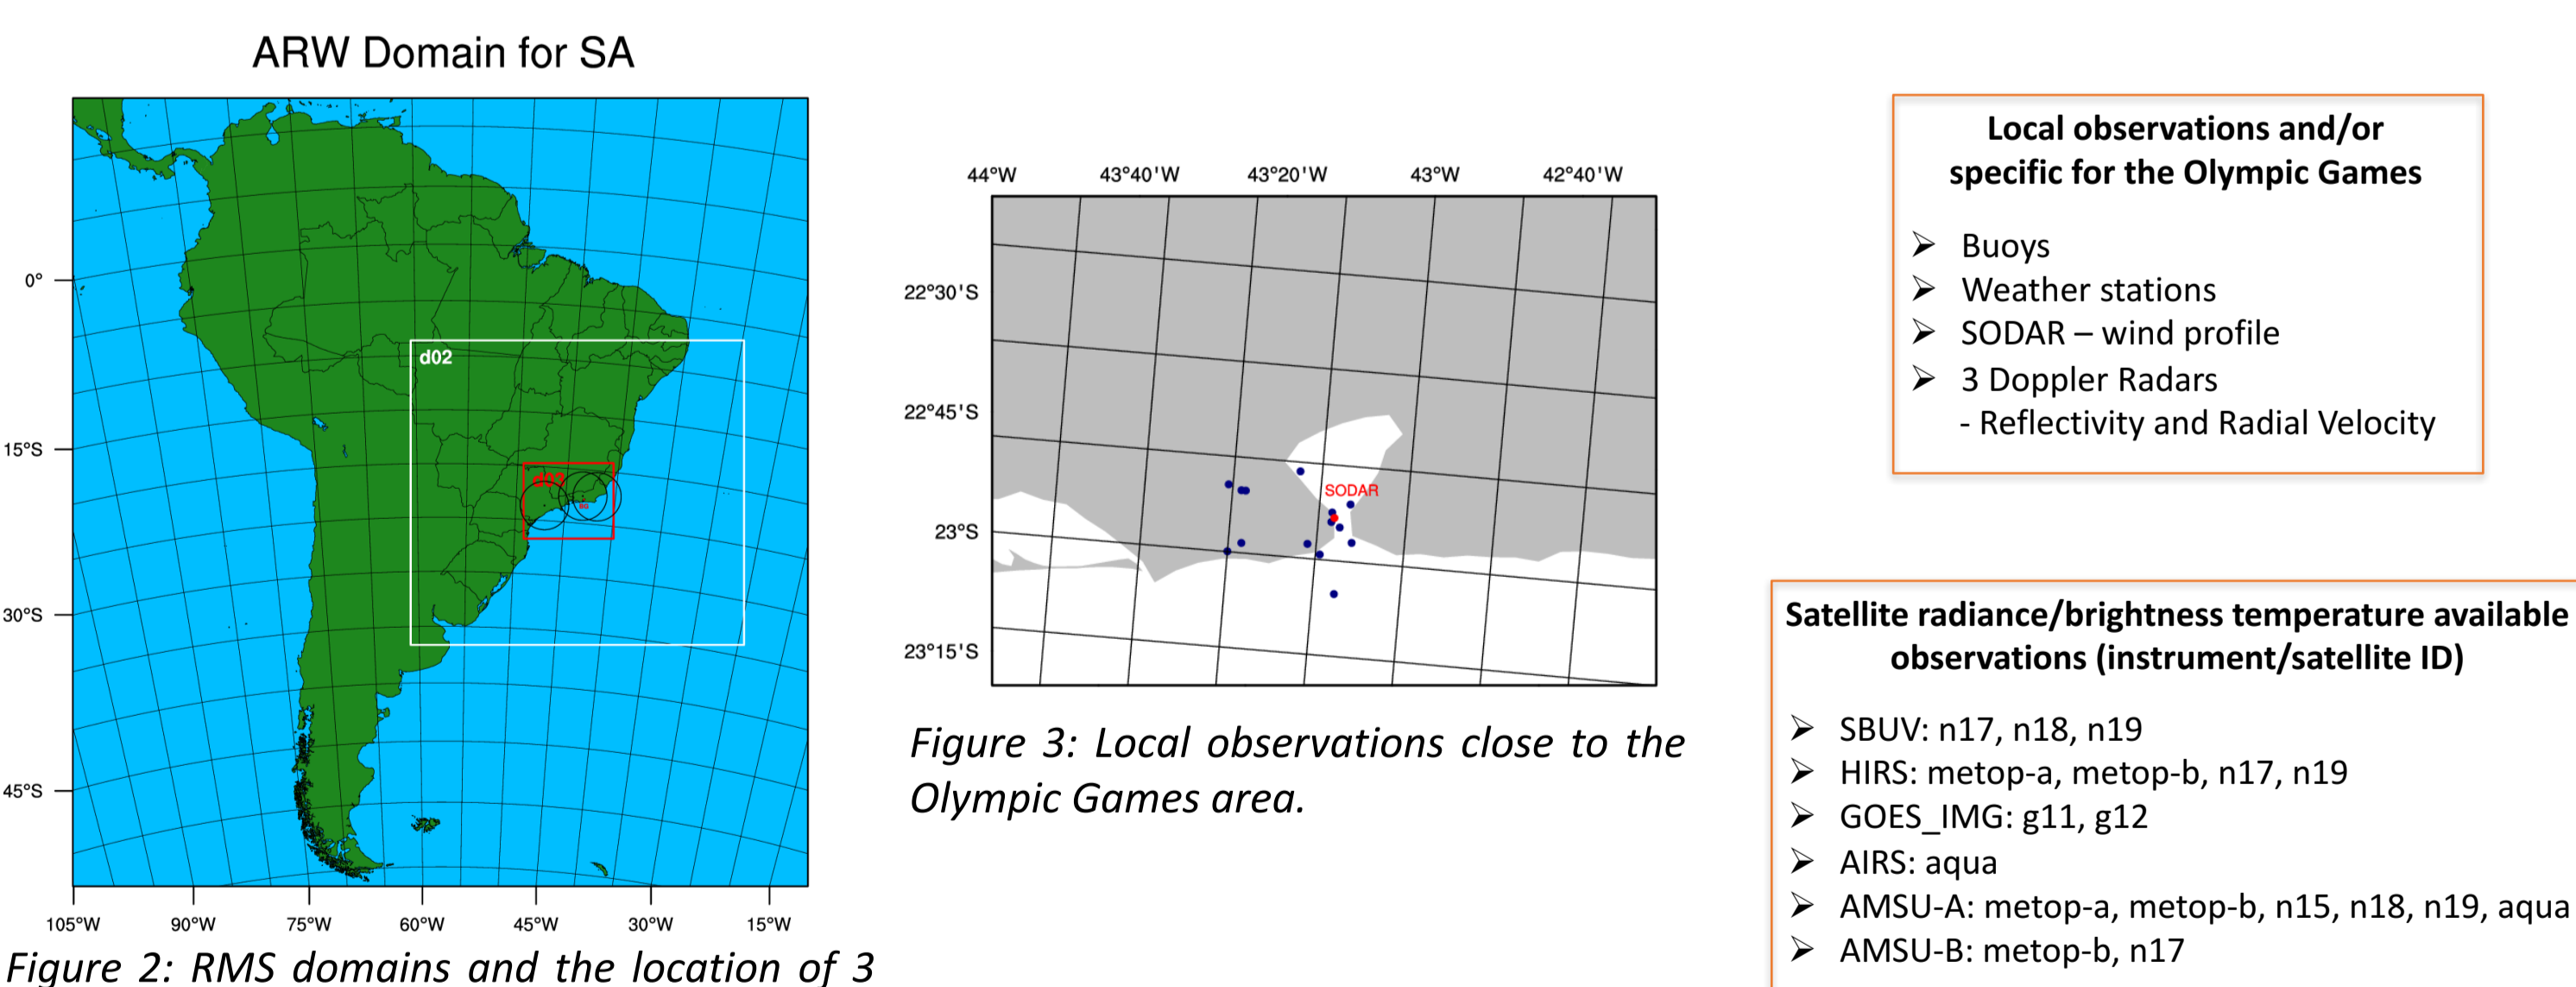 ARW Domain for SA
d02
d03
0°
15°S
30°S
45°S
105°W 90°W 75°W 60°W 45°W 30°W 15°W
Figure 2: RMS domains and the location of 3
44°W 43°40'W 43°20'W 43°W 42°40'W
22°30'S
22°45'S
23°S
23°15'S
SODAR
Figure 3: Local observations close to the
Olympic Games area.
Local observations and/or
specific for the Olympic Games
➢ Buoys
➢ Weather stations
➢ SODAR – wind profile
➢ 3 Doppler Radars
- Reflectivity and Radial Velocity
Satellite radiance/brightness temperature available
observations (instrument/satellite ID)
➢ SBUV: n17, n18, n19
➢ HIRS: metop-a, metop-b, n17, n19
➢ GOES_IMG: g11, g12
➢ AIRS: aqua
➢ AMSU-A: metop-a, metop-b, n15, n18, n19, aqua
➢ AMSU-B: metop-b, n17